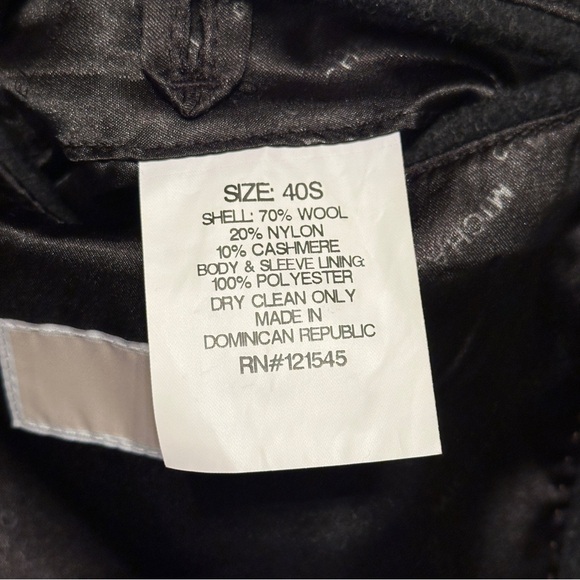 SIZE: 40S
SHELL: 70% WOOL
20% NYLON
10% CASHMERE
BODY & SLEEVE LINING:
100% POLYESTER
DRY CLEAN ONLY
MADE IN
DOMINICAN REPUBLIC
RN#121545